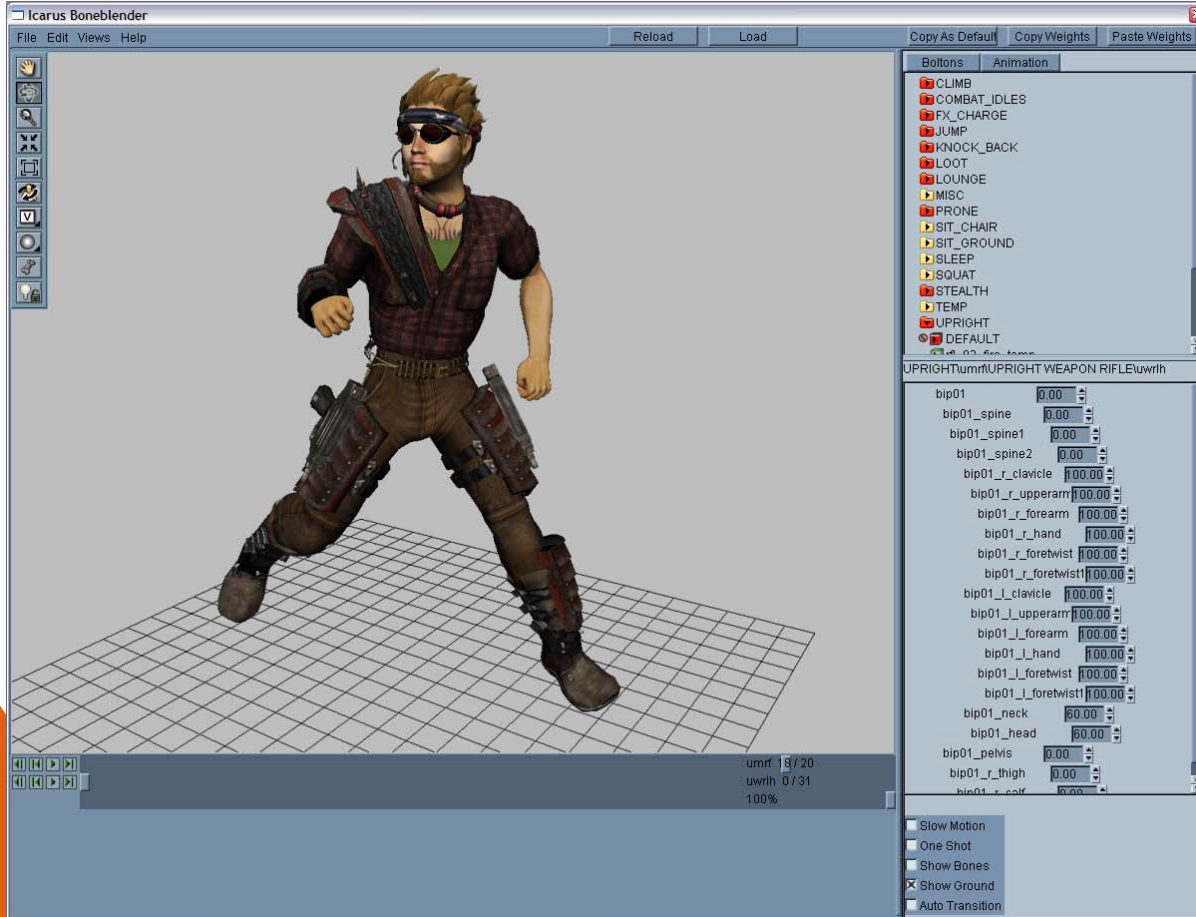 Icarus Boneblender
File Edit Views Help
Reload
Load
Copy As Default
Copy Weights
Paste Weights
Boltons
Animation
CLIMB
COMBAT_IDLES
FX_CHARGE
JUMP
KNOCK_BACK
LOOT
LOUNGE
MISC
PRONE
SIT_CHAIR
SIT_GROUND
SLEEP
SQUAT
STEALTH
TEMP
UPRIGHT
DEFAULT
UPRIGHT\umrf\UPRIGHT WEAPON RIFLE\uwrlh
bip01 0.00
bip01_spine 0.00
bip01_spine1 0.00
bip01_spine2 0.00
bip01_r_clavicle 100.00
bip01_r_upperarm 100.00
bip01_r_forearm 100.00
bip01_r_hand 100.00
bip01_r_foretwist 100.00
bip01_r_foretwist1 100.00
bip01_l_clavicle 100.00
bip01_l_upperarm 100.00
bip01_l_forearm 100.00
bip01_l_hand 100.00
bip01_l_foretwist 100.00
bip01_l_foretwist1 100.00
bip01_neck 60.00
bip01_head 60.00
bip01_pelvis 0.00
bip01_r_thigh 0.00
bip01_r_calf 0.00
V
umrf 18 / 20
uwrlh 0 / 31
100%
Slow Motion
One Shot
Show Bones
Show Ground
Auto Transition